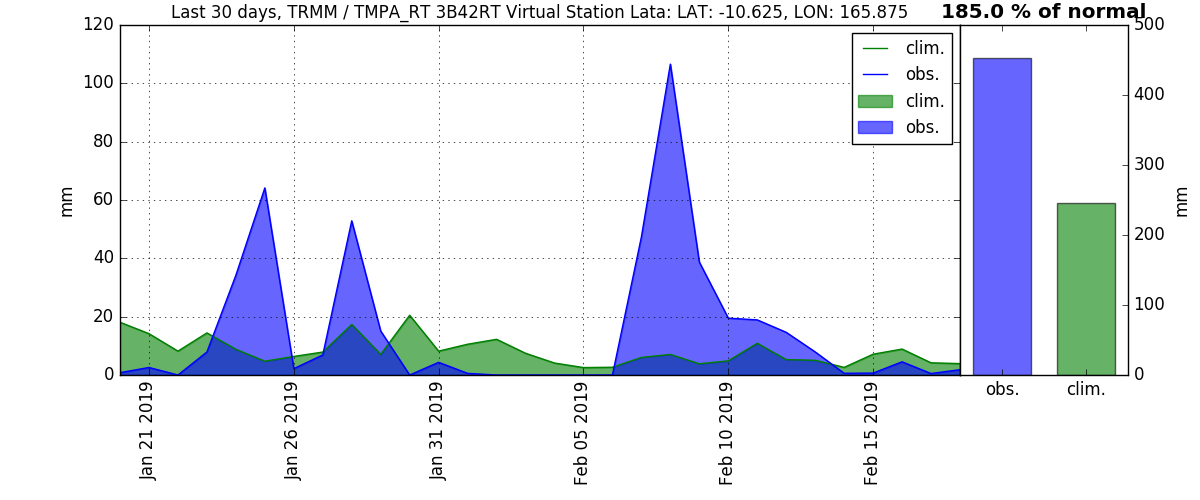 Last 30 days, TRMM / TMPA_RT 3B42RT Virtual Station Lata: LAT: -10.625, LON: 165.875
185.0 % of normal
120
100
80
60
40
20
0
mm
clim.
obs.
clim.
obs.
Jan 21 2019
Jan 26 2019
Jan 31 2019
Feb 05 2019
Feb 10 2019
Feb 15 2019
500
400
300
200
100
0
mm
obs.
clim.